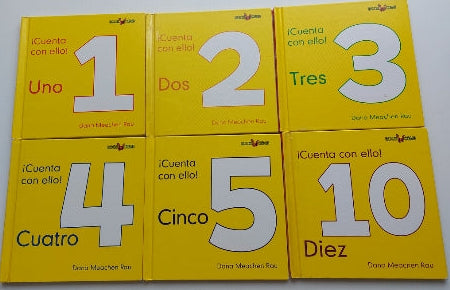 ¡Cuenta
con ello!
1
Uno
Dana Meachen Rau
¡Cuenta
con ello!
2
Dos
Dana Meachen Rau
¡Cuenta
con ello!
3
Tres
Dana Meachen Rau
¡Cuenta
con ello!
4
Cuatro
Dana Meachen Rau
¡Cuenta
con ello!
5
Cinco
Dana Meachen Rau
¡Cuenta con ello!
10
Diez
Dana Meachen Rau